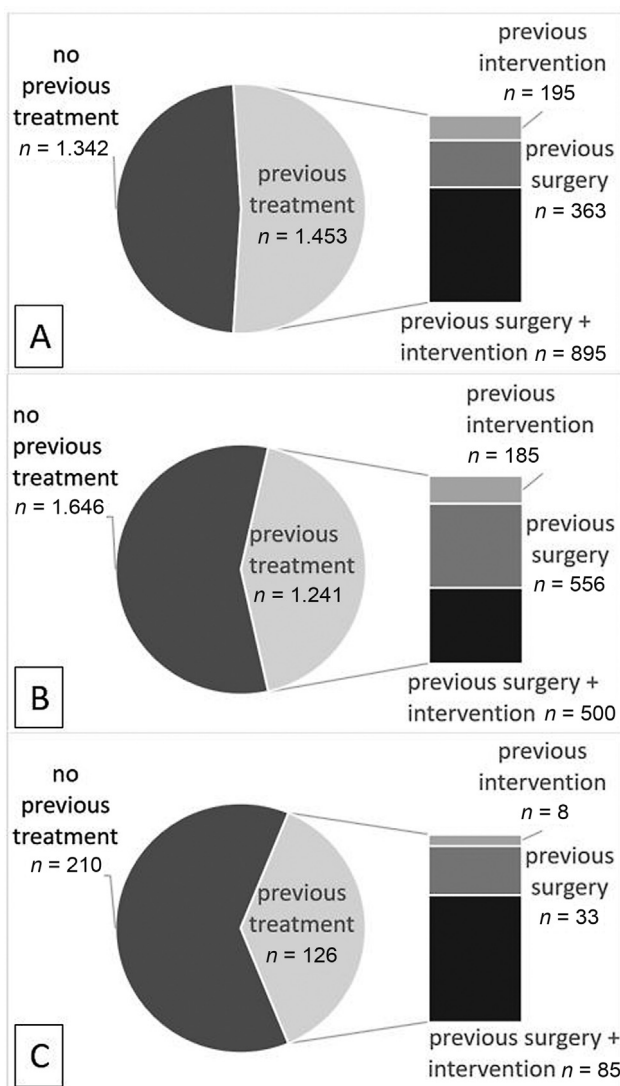 no
previous
treatment
n = 1.342
previous
treatment
n = 1.453
previous
intervention
n = 195
previous
surgery
n = 363
previous surgery +
intervention n = 895
A
no
previous
treatment
n = 1.646
previous
treatment
n = 1.241
previous
intervention
n = 185
previous
surgery
n = 556
previous surgery +
intervention n = 500
B
no
previous
treatment
n = 210
previous
treatment
n = 126
previous
intervention
n = 8
previous
surgery
n = 33
previous surgery +
intervention n = 85
C